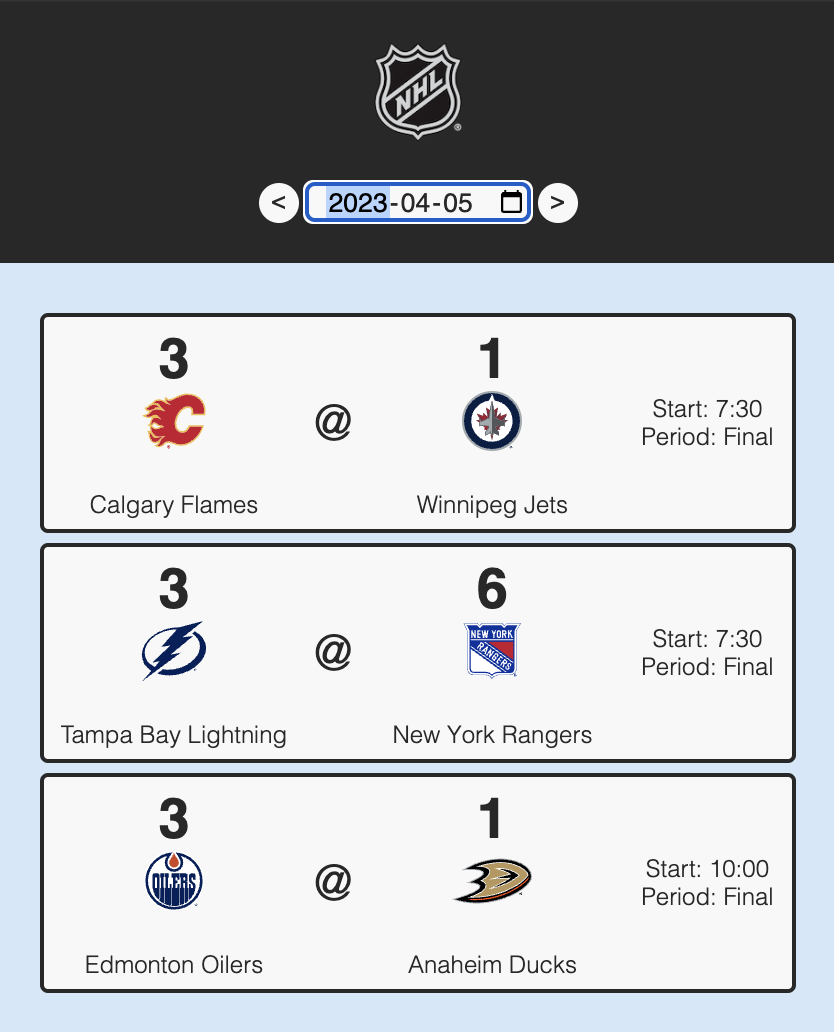 NHL
®
< 2023-04-05 >
3 1
@
Start: 7:30
Period: Final
Calgary Flames Winnipeg Jets
3 6
@
NEW YORK
RANGERS
Start: 7:30
Period: Final
Tampa Bay Lightning New York Rangers
3 1
OILERS
@
Start: 10:00
Period: Final
Edmonton Oilers Anaheim Ducks